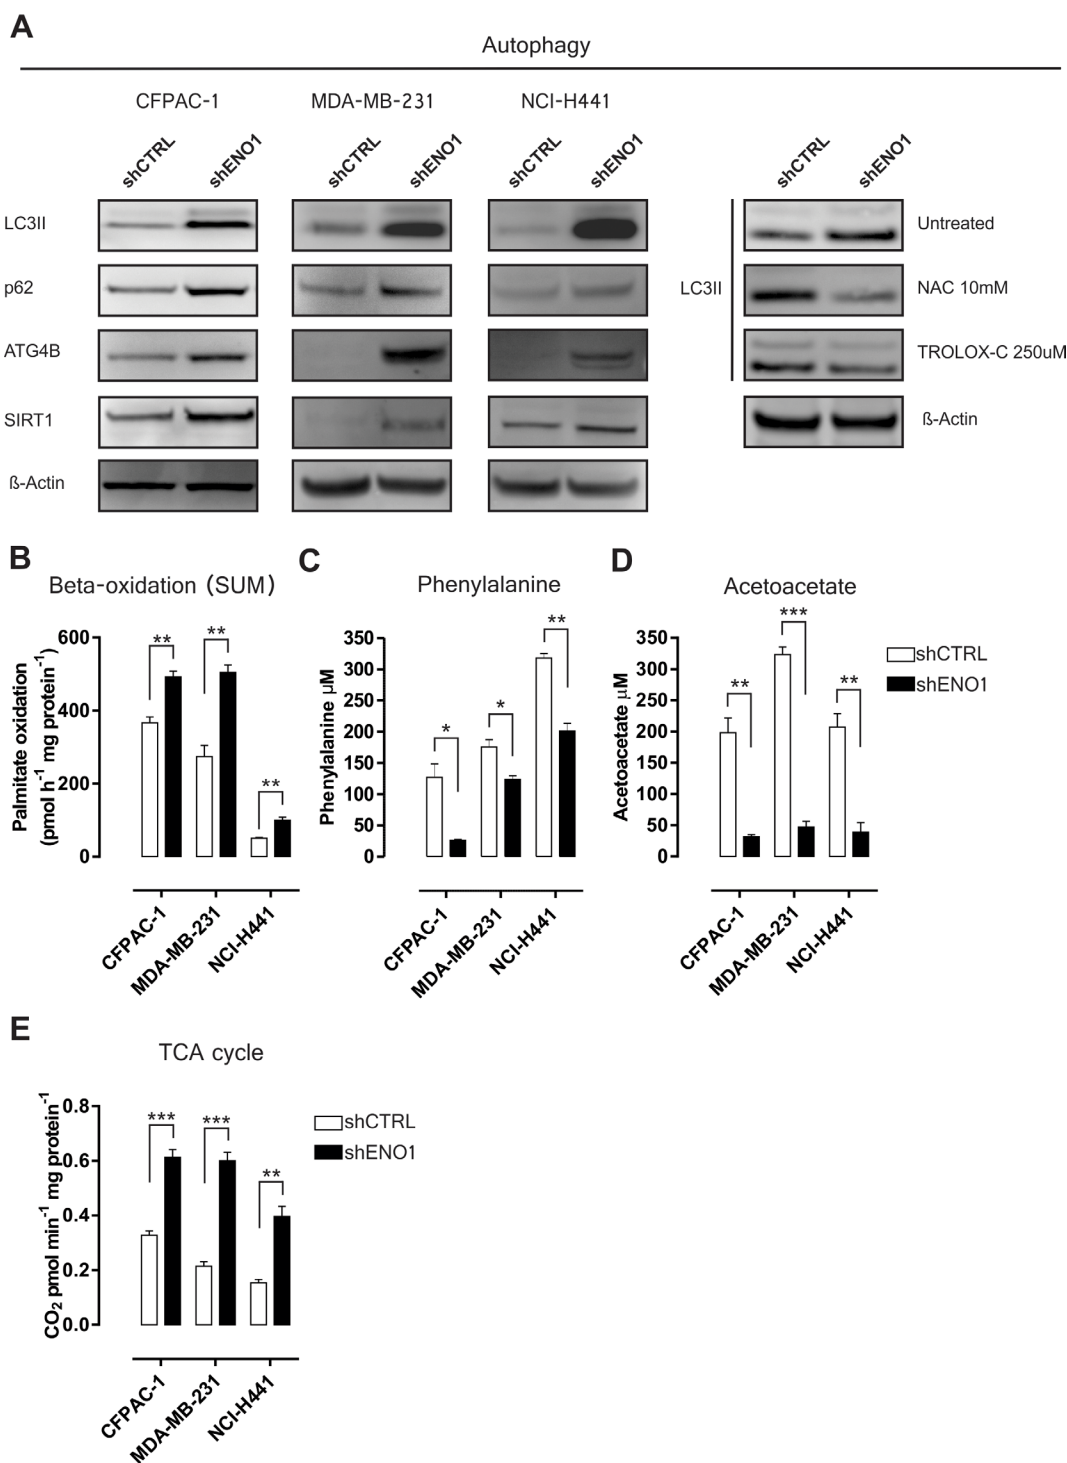 A
Autophagy
CFPAC-1 MDA-MB-231 NCI-H441
shCTRL shENO1 shCTRL shENO1 shCTRL shENO1 shCTRL shENO1
LC3II
p62
ATG4B
SIRT1
ß-Actin
LC3II
Untreated
NAC 10mM
TROLOX-C 250uM
ß-Actin
B
Beta-oxidation (SUM)
Palmitate oxidation
(pmol h⁻¹ mg protein⁻¹)
600
400
200
0
** ** **
CFPAC-1
MDA-MB-231
NCI-H441
C
Phenylalanine
Phenylalanine µM
350
300
250
200
150
100
50
0
* * **
CFPAC-1
MDA-MB-231
NCI-H441
D
Acetoacetate
Acetoacetate µM
350
300
250
200
150
100
50
0
** *** **
CFPAC-1
MDA-MB-231
NCI-H441
shCTRL
shENO1
E
TCA cycle
CO₂ pmol min⁻¹ mg protein⁻¹
0.8
0.6
0.4
0.2
0.0
*** *** **
CFPAC-1
MDA-MB-231
NCI-H441
shCTRL
shENO1